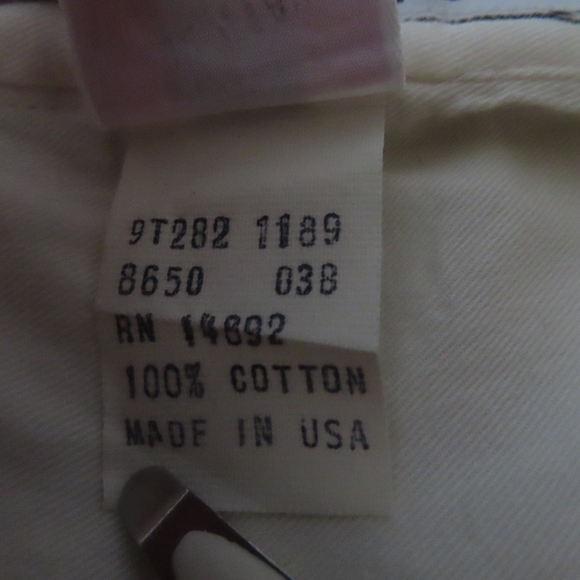 9T282 1189
8650 038
RN 14692
100% COTTON
MADE IN USA